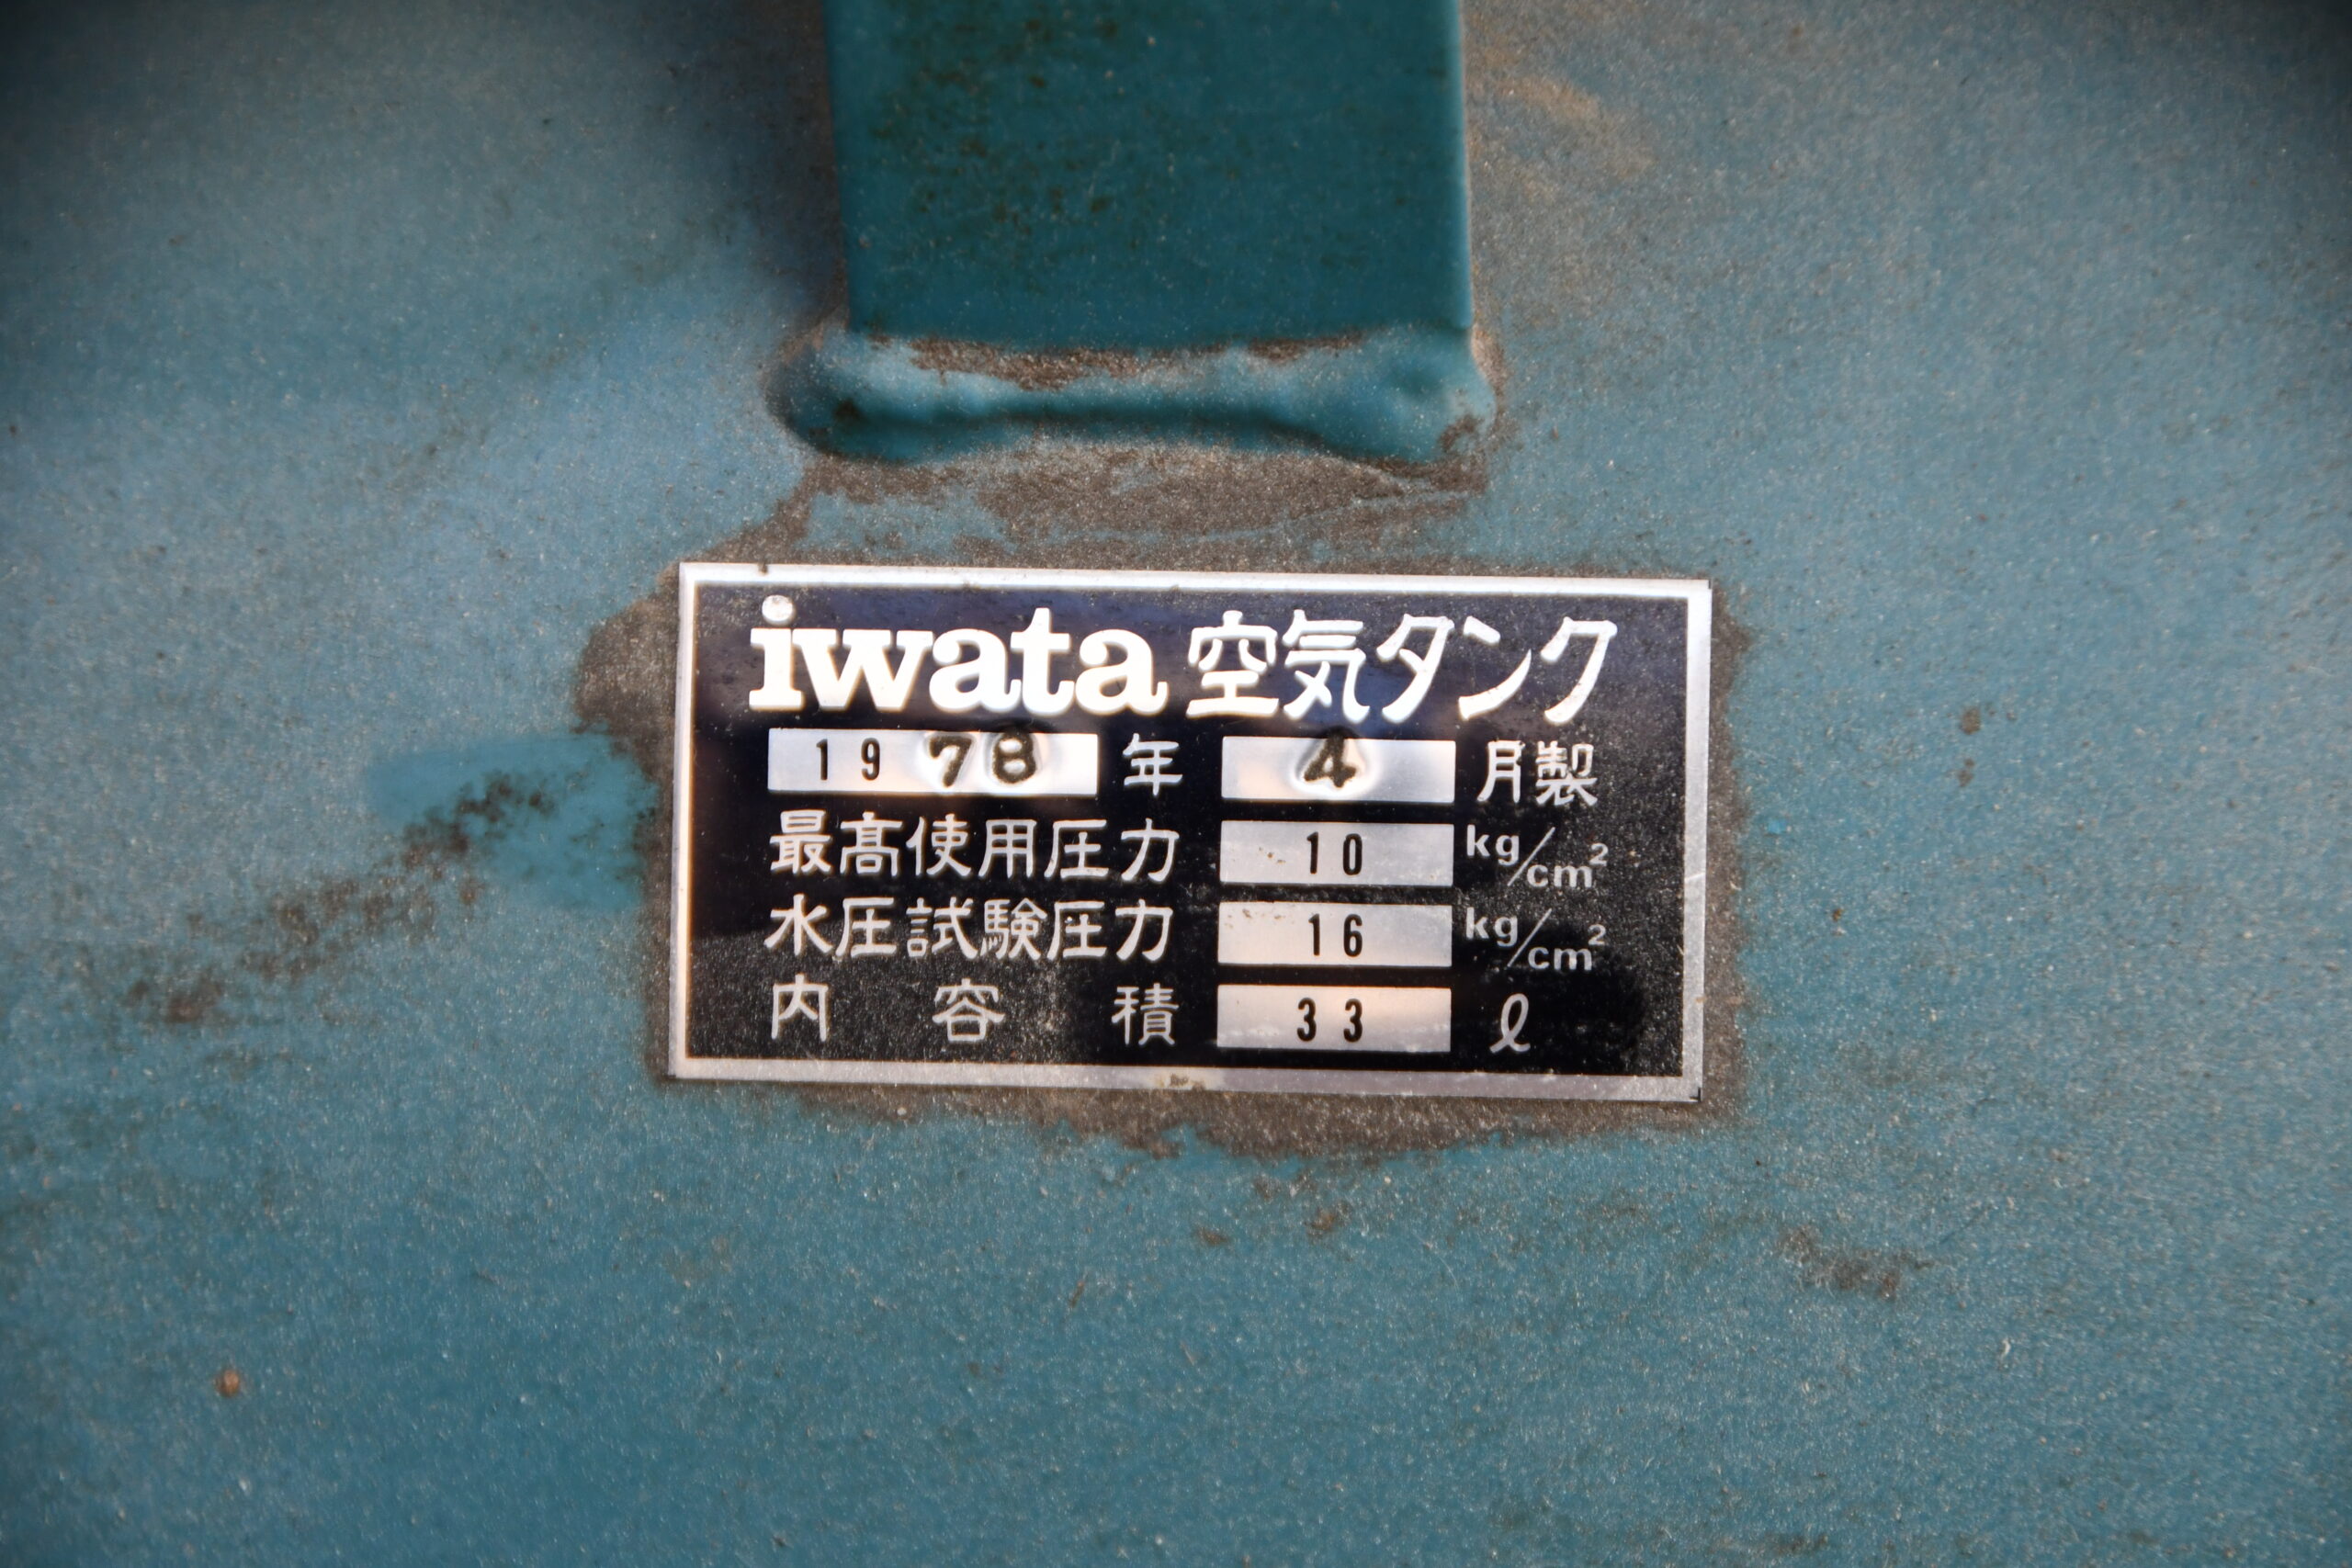 iwata 空気タンク
1978 年 4 月製
最高使用圧力 10 kg/cm²
水圧試験圧力 16 kg/cm²
内容積 33 ℓ